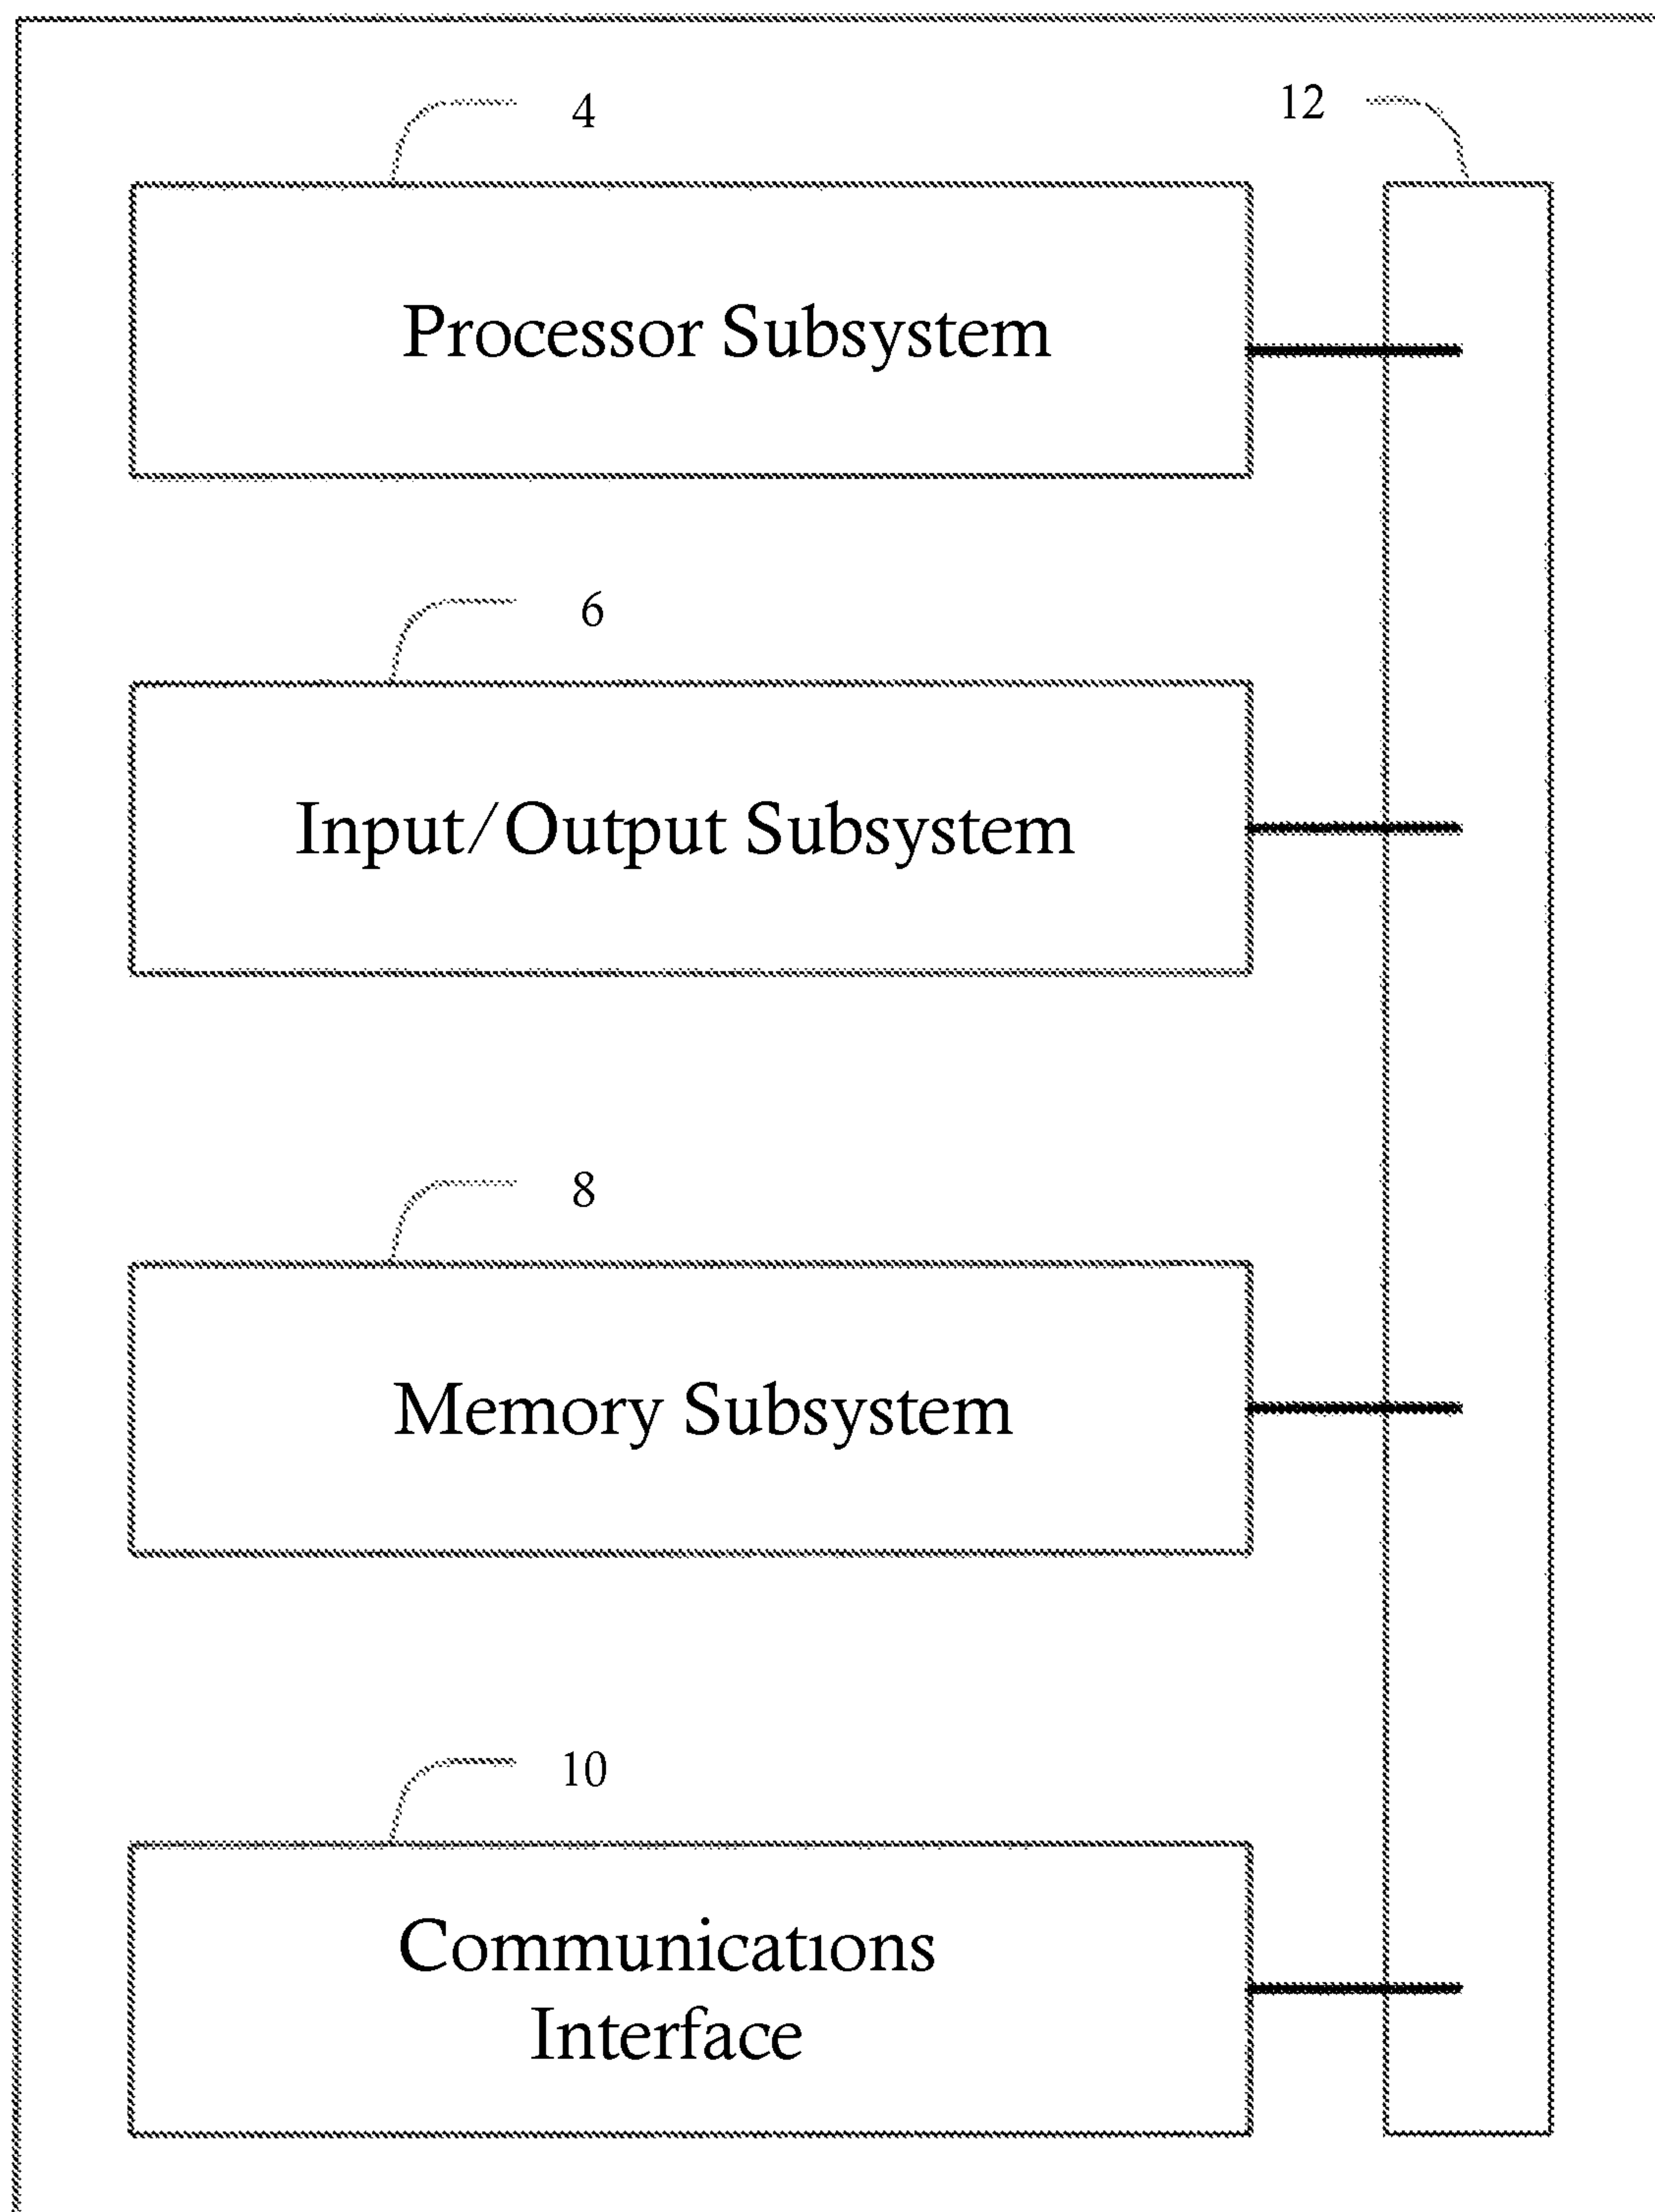 4
12
Processor Subsystem
6
Input/Output Subsystem
8
Memory Subsystem
10
Communications
Interface